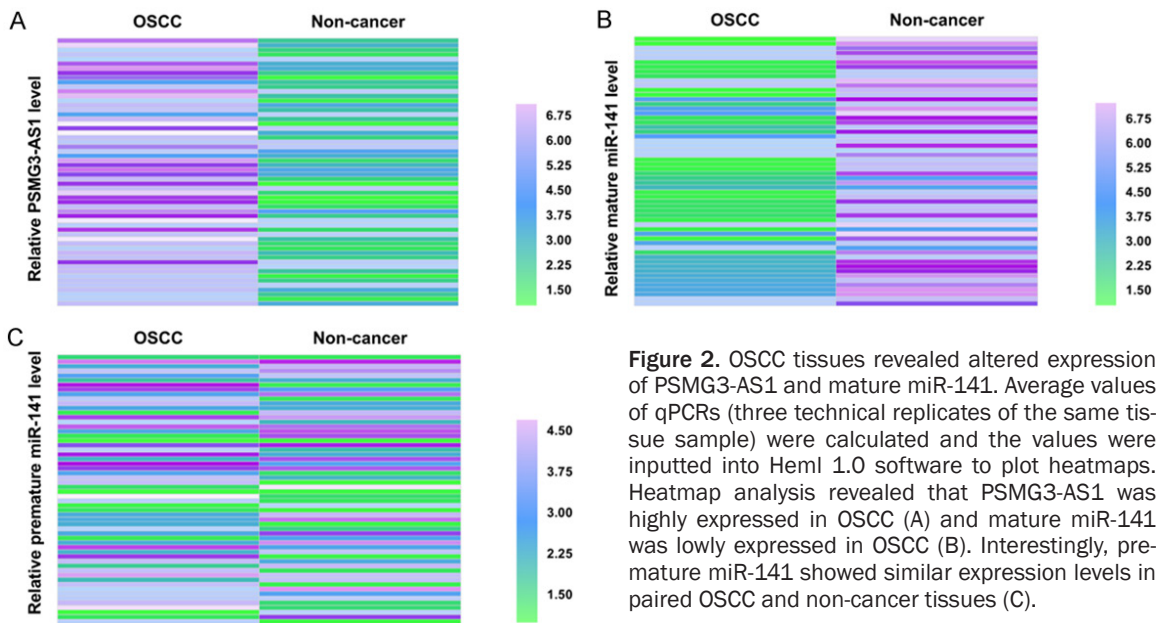 A
OSCC
Non-cancer
Relative PSMG3-AS1 level
6.75
6.00
5.25
4.50
3.75
3.00
2.25
1.50
B
OSCC
Non-cancer
Relative mature miR-141 level
6.75
6.00
5.25
4.50
3.75
3.00
2.25
1.50
C
OSCC
Non-cancer
Relative premature miR-141 level
4.50
3.75
3.00
2.25
1.50
Figure 2. OSCC tissues revealed altered expression
of PSMG3-AS1 and mature miR-141. Average values
of qPCRs (three technical replicates of the same tis-
sue sample) were calculated and the values were
inputted into Heml 1.0 software to plot heatmaps.
Heatmap analysis revealed that PSMG3-AS1 was
highly expressed in OSCC (A) and mature miR-141
was lowly expressed in OSCC (B). Interestingly, pre-
mature miR-141 showed similar expression levels in
paired OSCC and non-cancer tissues (C).